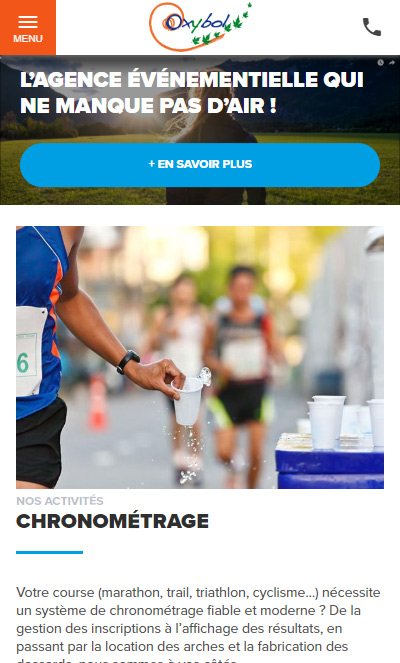 MENU
Oxybol
L'AGENCE ÉVÉNEMENTIELLE QUI
NE MANQUE PAS D'AIR !
+ EN SAVOIR PLUS
6
NOS ACTIVITÉS
CHRONOMÉTRAGE
Votre course (marathon, trail, triathlon, cyclisme...) nécessite
un système de chronométrage fiable et moderne ? De la
gestion des inscriptions à l'affichage des résultats, en
passant par la location des arches et la fabrication des